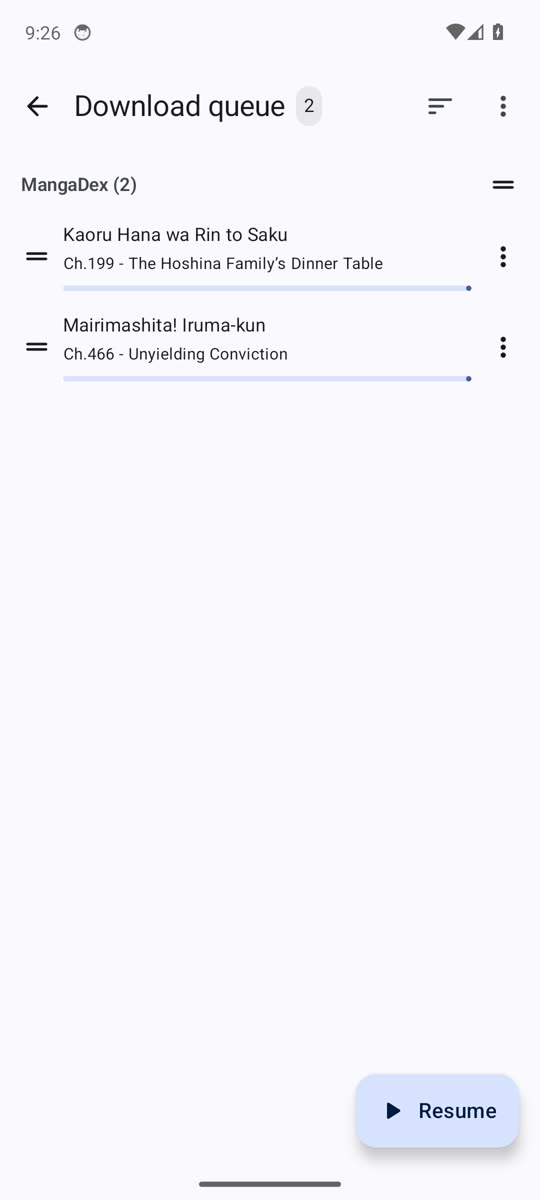 9:26
Download queue 2
MangaDex (2)
Kaoru Hana wa Rin to Saku
Ch.199 - The Hoshina Family’s Dinner Table
Mairimashita! Iruma-kun
Ch.466 - Unyielding Conviction
Resume